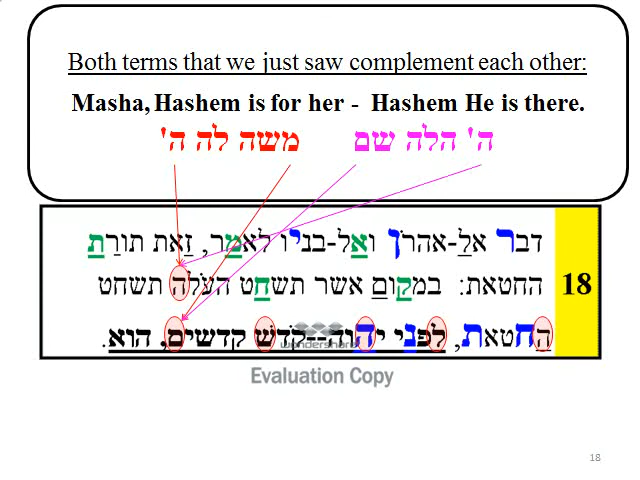 Both terms that we just saw complement each other:
Masha, Hashem is for her - Hashem He is there.
משה לה ה' ה' הלה שם
דבר אל-אהרן ואל-בניו לאמר, זאת תורת
החטאת: במקום אשר תשחט העלה תשחט
החטאת, לפני יהוה--קדש קדשים, הוא.
18
wondershare
Evaluation Copy
18